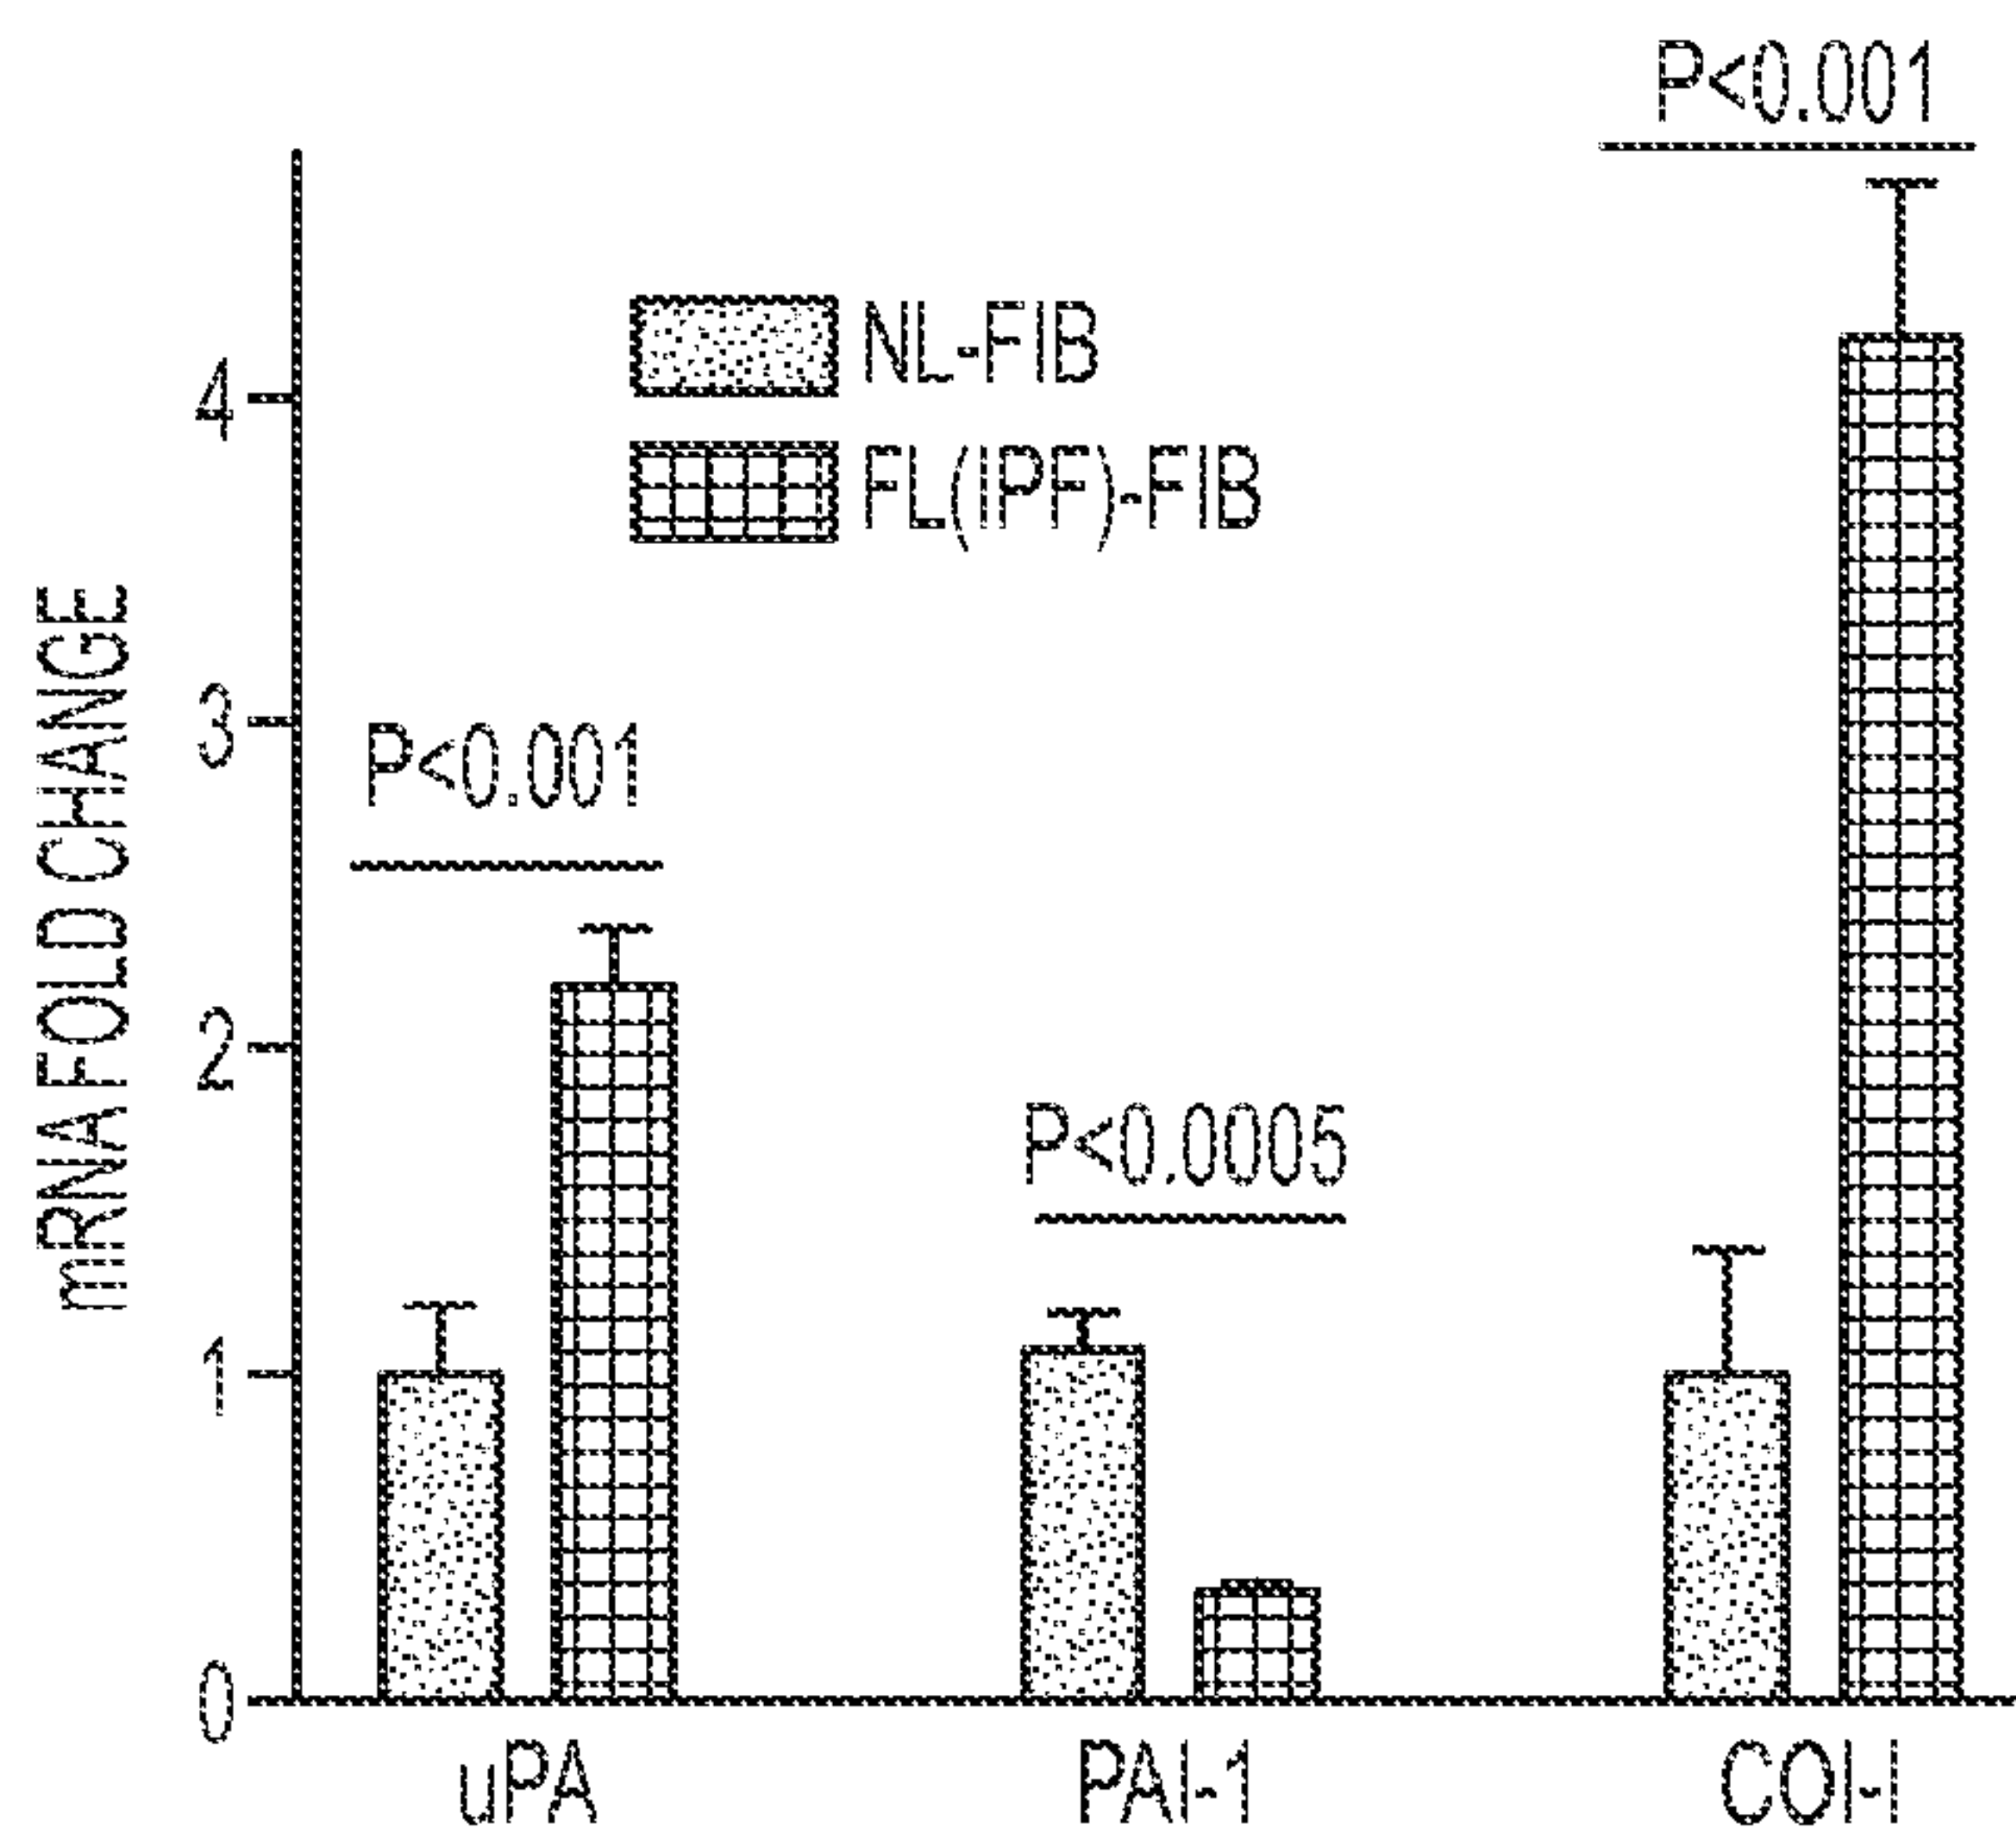 P<0.001
NL-FIB
FL(IPF)-FIB
4
3
2
1
0
mRNA FOLD CHANGE
P<0.001
P<0.0005
uPA
PAI-1
COl-I